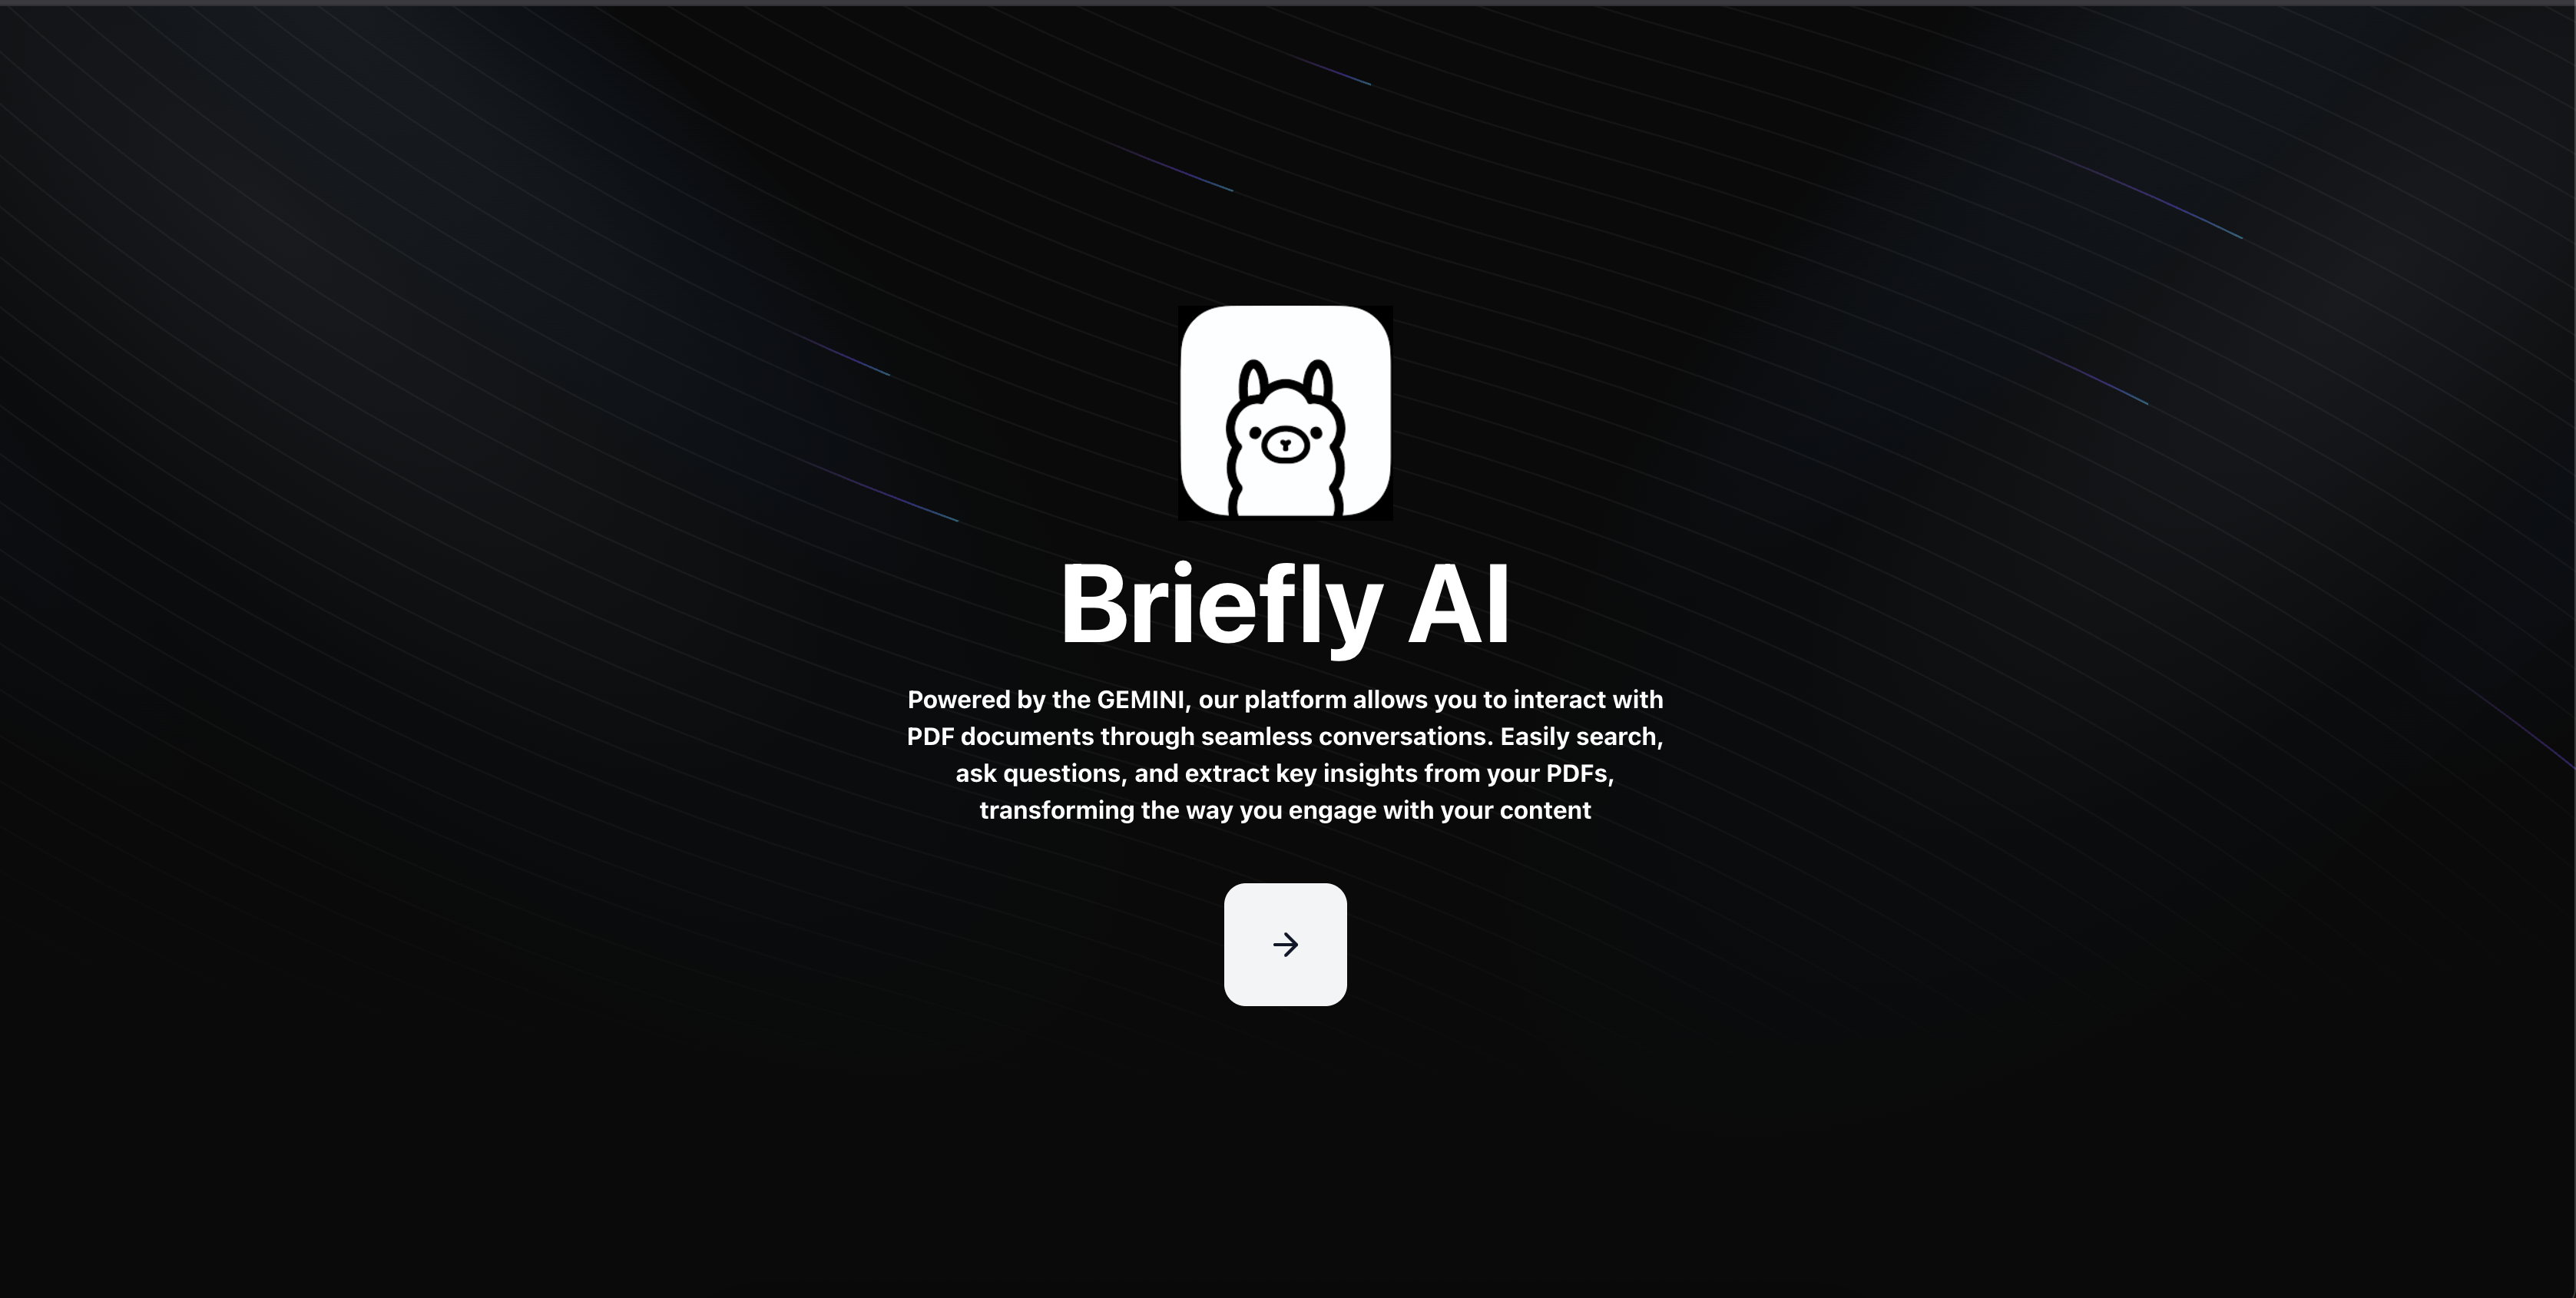 Briefly AI
Powered by the GEMINI, our platform allows you to interact with
PDF documents through seamless conversations. Easily search,
ask questions, and extract key insights from your PDFs,
transforming the way you engage with your content